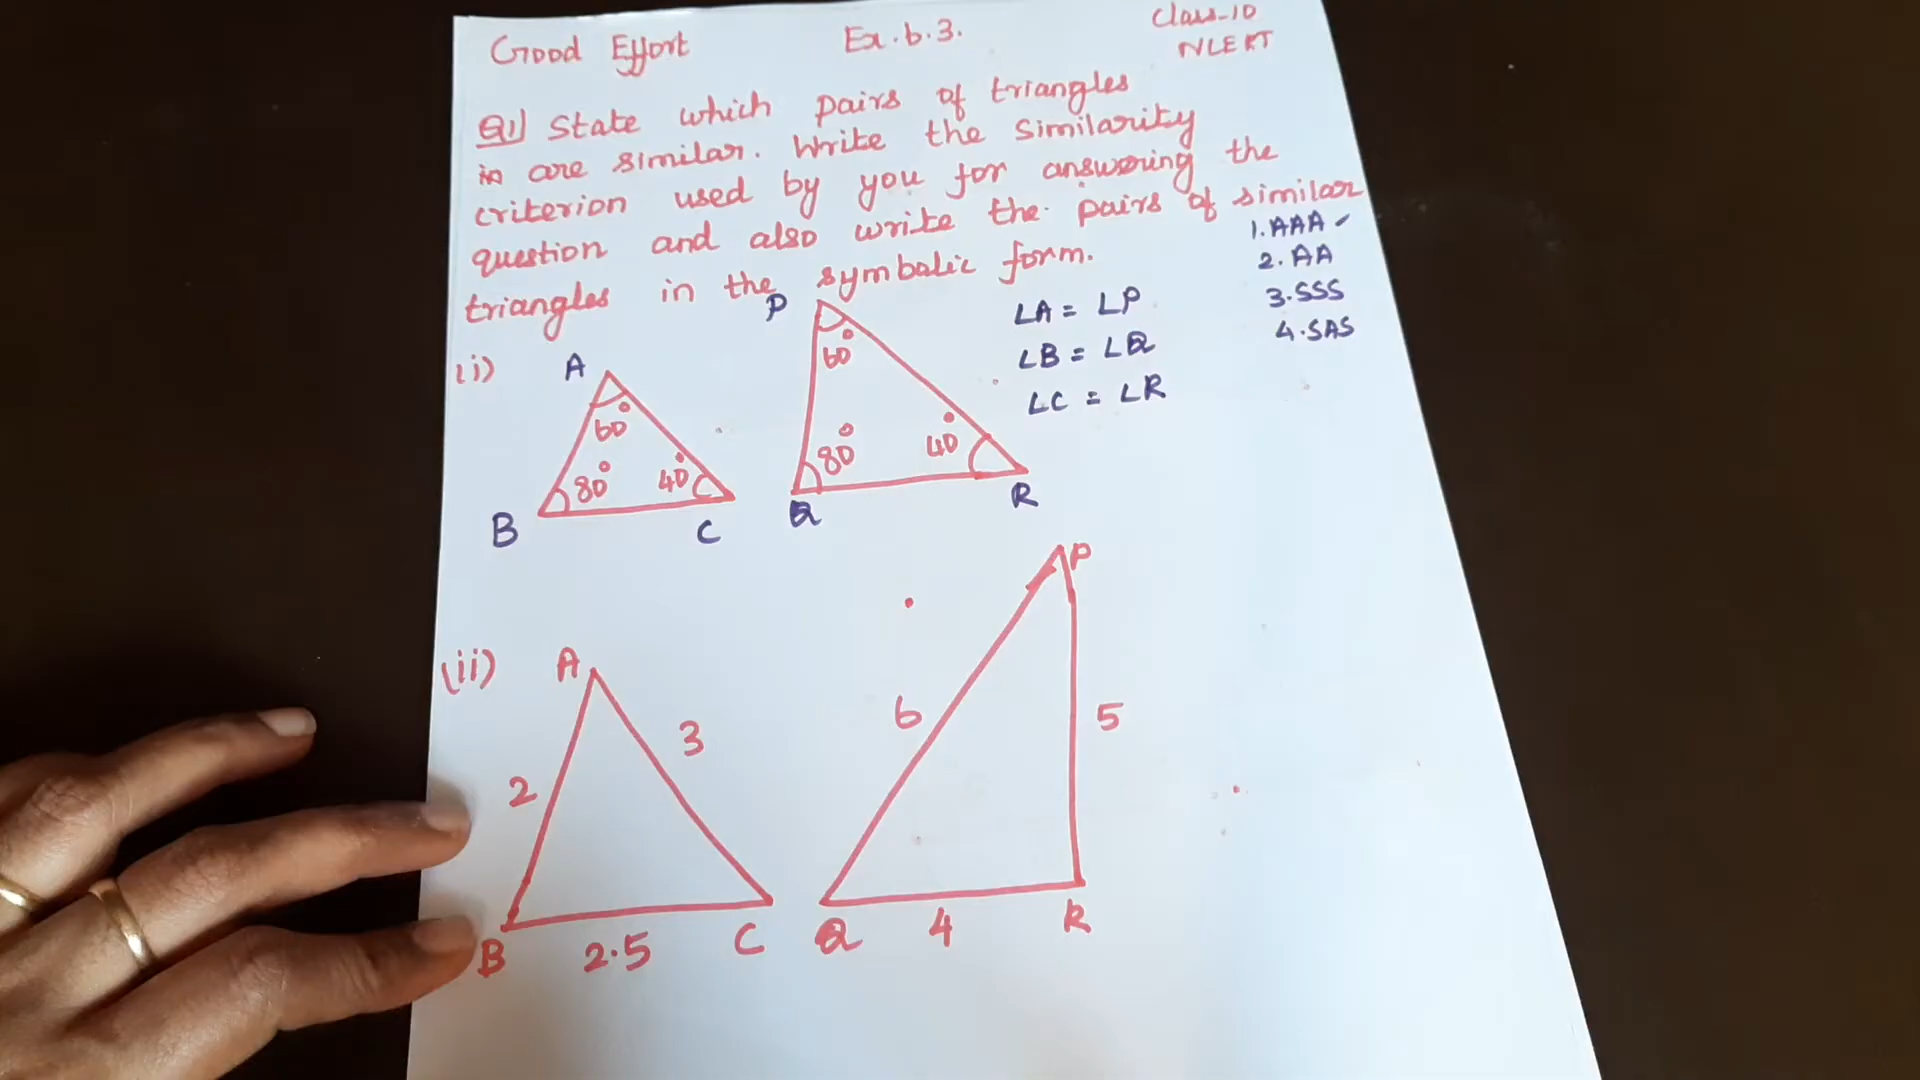 Good Effort Ex. 6.3. Class-10
NCERT
Q1) State which pairs of triangles
in are similar. Write the similarity
criterion used by you for answering the
question and also write the pairs of similar
triangles in the symbolic form.
1. AAA ✓
2. AA
3. SSS
4. SAS
∠A = ∠P
∠B = ∠Q
∠C = ∠R
(i)
A
60°
80°
40°
B
C
P
60°
80°
40°
Q
R
(ii)
A
2
3
B
2.5
C
P
6
5
Q
4
R